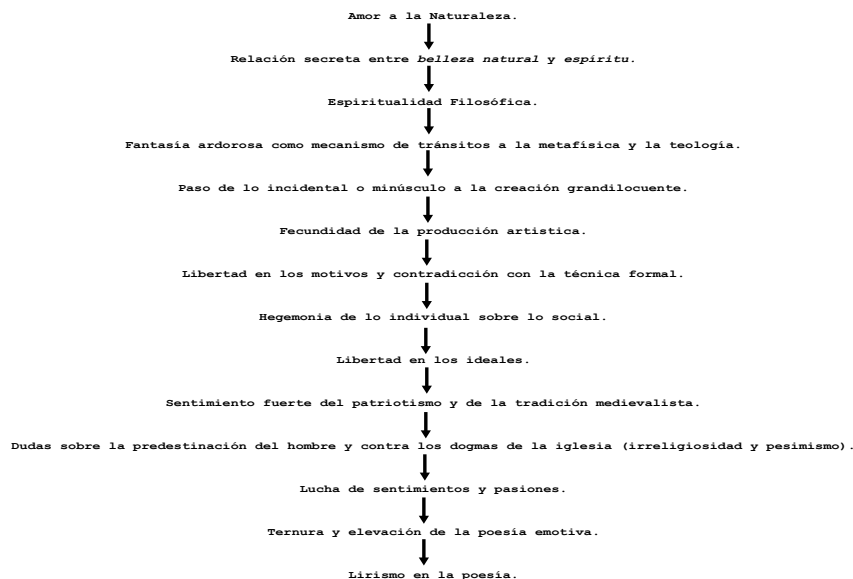 Amor a la Naturaleza.
Relación secreta entre belleza natural y espíritu.
Espiritualidad Filosófica.
Fantasía ardorosa como mecanismo de tránsitos a la metafísica y la teología.
Paso de lo incidental o minúsculo a la creación grandilocuente.
Fecundidad de la producción artistica.
Libertad en los motivos y contradicción con la técnica formal.
Hegemonia de lo individual sobre lo social.
Libertad en los ideales.
Sentimiento fuerte del patriotismo y de la tradición medievalista.
Dudas sobre la predestinación del hombre y contra los dogmas de la iglesia (irreligiosidad y pesimismo).
Lucha de sentimientos y pasiones.
Ternura y elevación de la poesía emotiva.
Lirismo en la poesía.